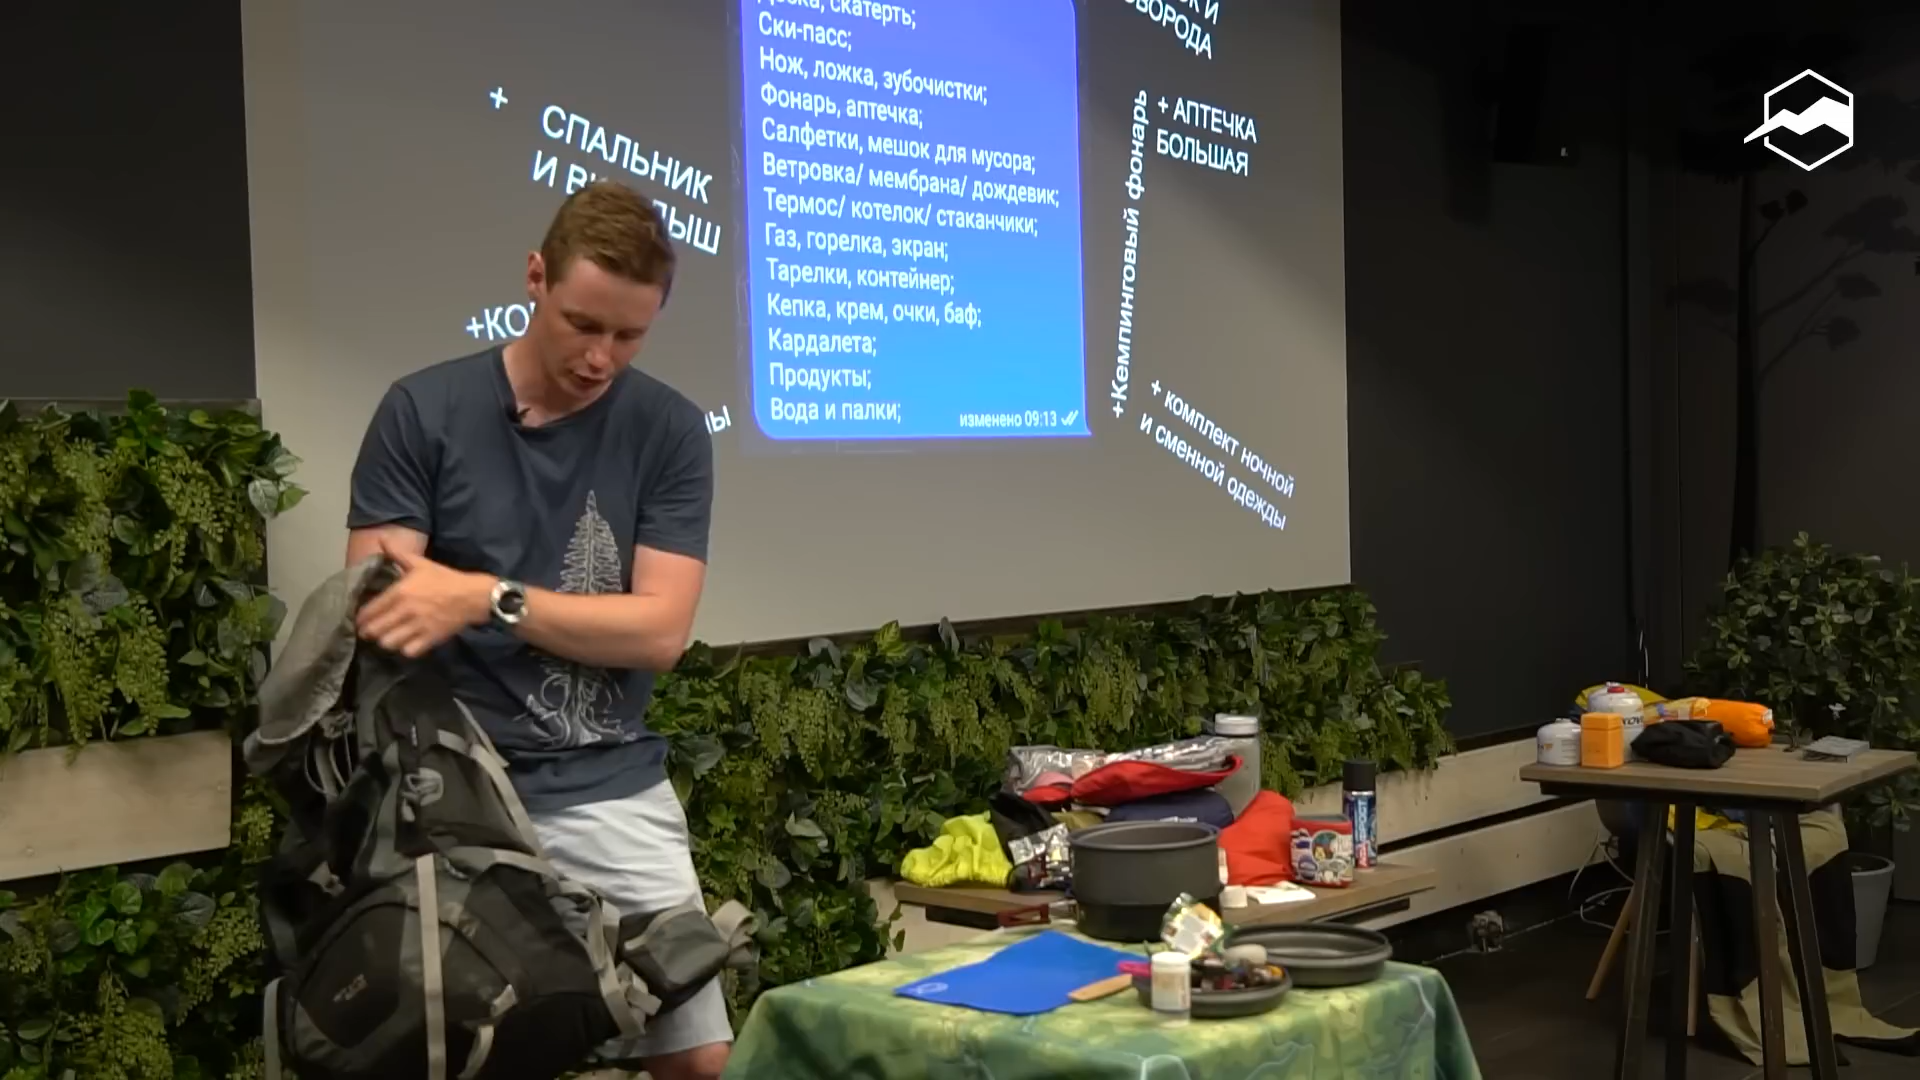 скатерть;
Ски-пасс;
Нож, ложка, зубочистки;
Фонарь, аптечка;
Салфетки, мешок для мусора;
Ветровка/ мембрана/ дождевик;
Термос/ котелок/ стаканчики;
Газ, горелка, экран;
Тарелки, контейнер;
Кепка, крем, очки, баф;
Кардалета;
Продукты;
Вода и палки;
изменено 09:13
+ СПАЛЬНИК
И
+ АПТЕЧКА
БОЛЬШАЯ
+Кемпинговый фонарь
+ комплект ночной
и сменной одежды